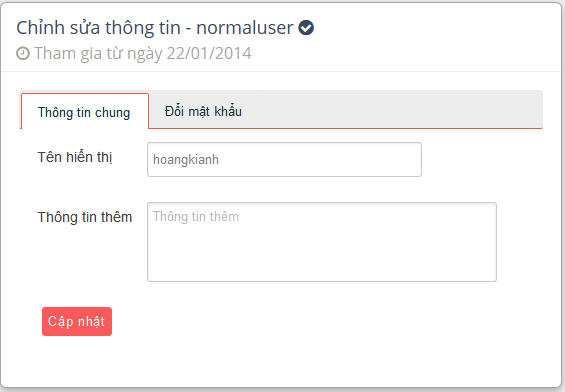 Chỉnh sửa thông tin - normaluser
Tham gia từ ngày 22/01/2014
Thông tin chung Đổi mật khẩu
Tên hiển thị hoangkianh
Thông tin thêm Thông tin thêm
Cập nhật